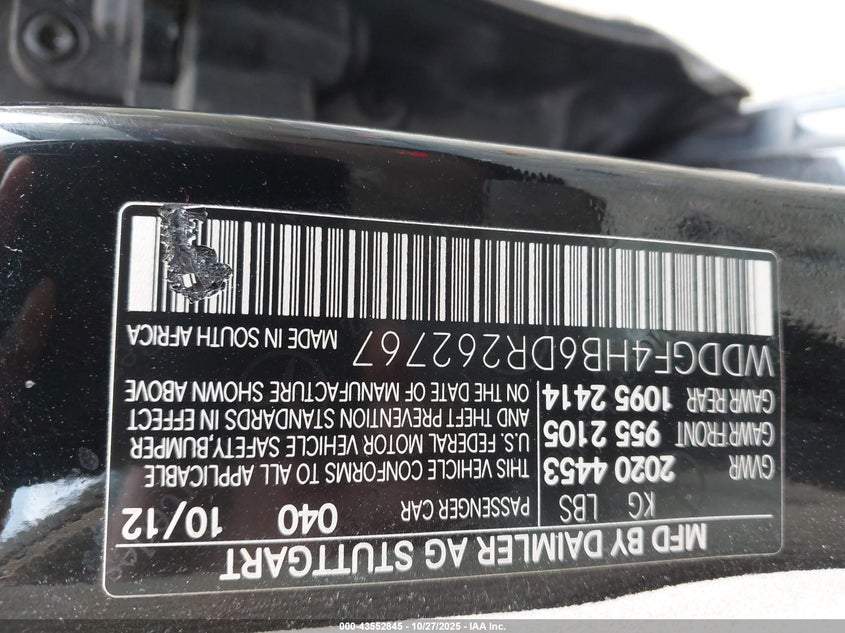 MFD BY DAIMLER AG STUTTGART
KG LBS PASSENGER CAR 040 10/12
GVWR 2020 4453
GAWR FRONT 955 2105
GAWR REAR 1095 2414
THIS VEHICLE CONFORMS TO ALL APPLICABLE
U.S. FEDERAL MOTOR VEHICLE SAFETY,BUMPER
AND THEFT PREVENTION STANDARDS IN EFFECT
ON THE DATE OF MANUFACTURE SHOWN ABOVE
WDDGF4HB6DR262767 MADE IN SOUTH AFRICA
000-43552845 - 10/27/2025 - IAA Inc.